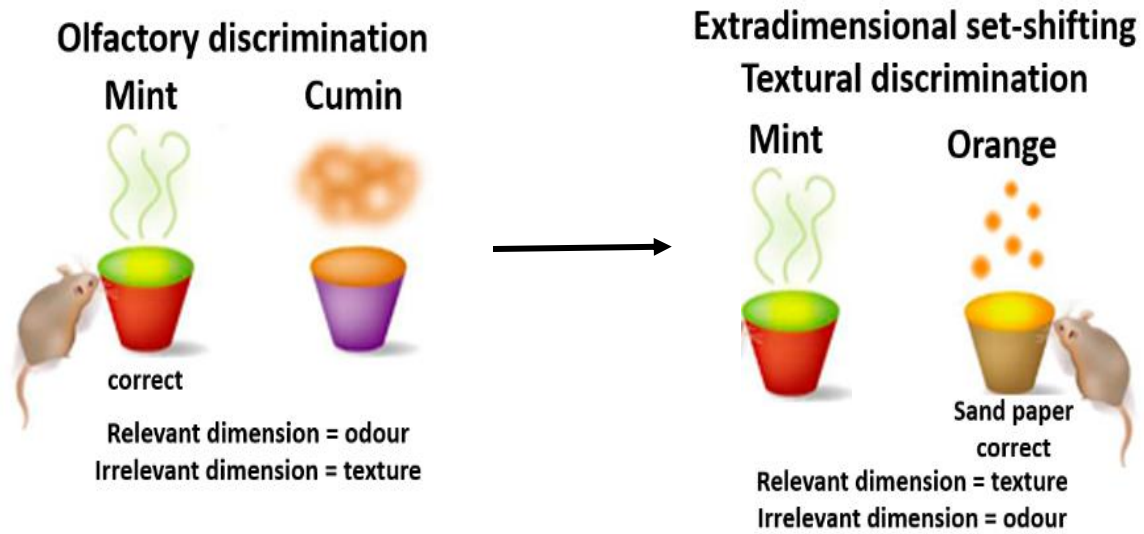 Olfactory discrimination
Mint
Cumin
correct
Relevant dimension = odour
Irrelevant dimension = texture
Extradimensional set-shifting
Textural discrimination
Mint
Orange
Sand paper
correct
Relevant dimension = texture
Irrelevant dimension = odour